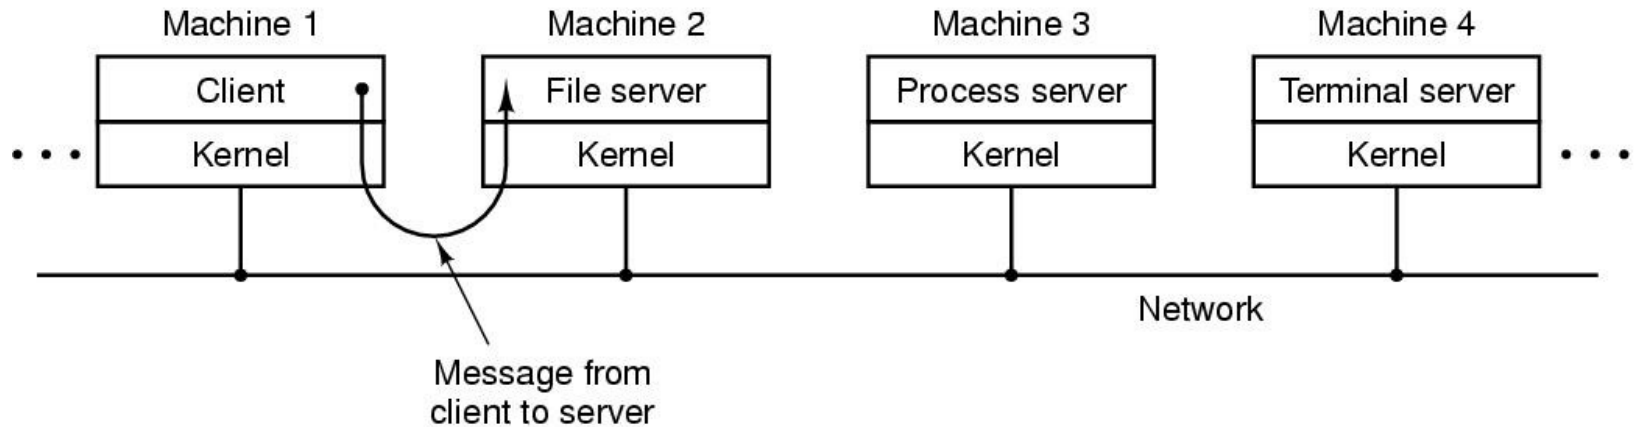 Machine 1
Machine 2
Machine 3
Machine 4
Client
File server
Process server
Terminal server
Kernel
Kernel
Kernel
Kernel
Network
Message from
client to server